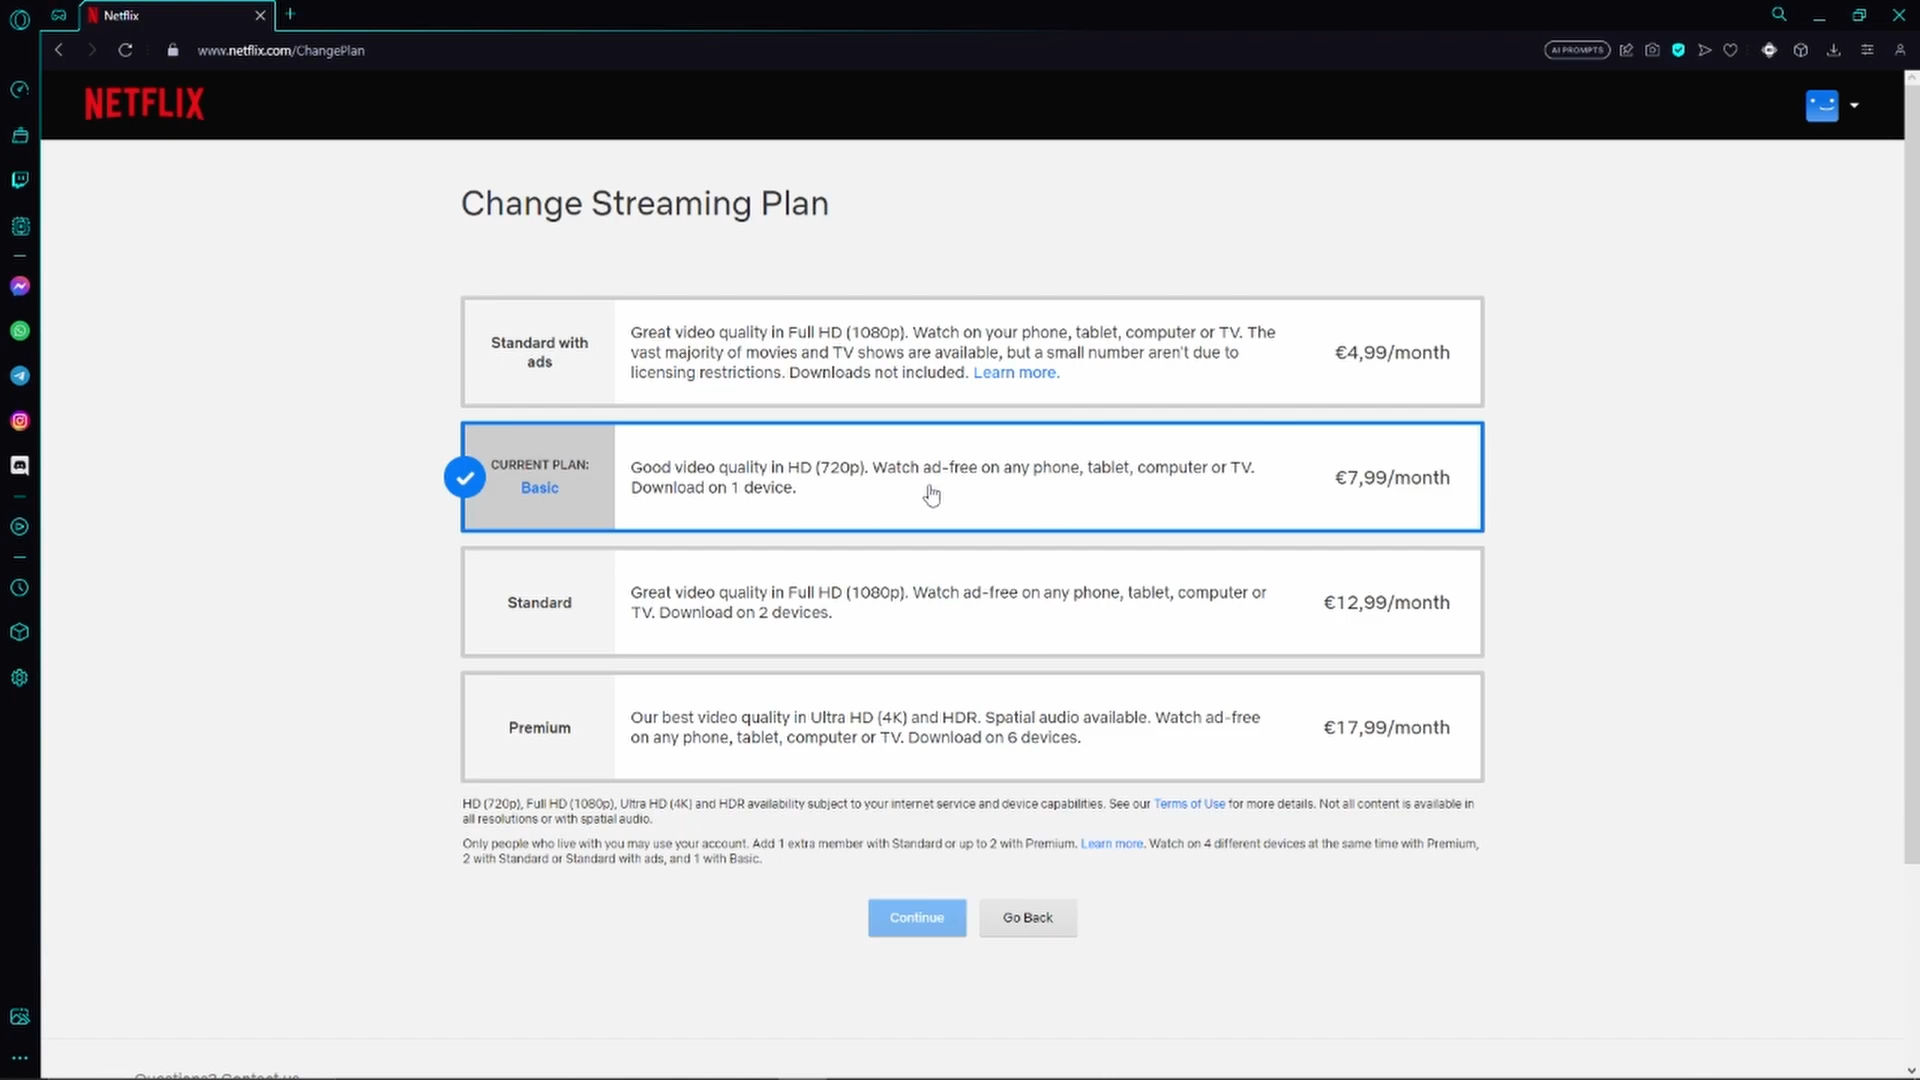 Netflix
www.netflix.com/ChangePlan
AI PROMPTS
NETFLIX
Change Streaming Plan
Standard with
ads
Great video quality in Full HD (1080p). Watch on your phone, tablet, computer or TV. The
vast majority of movies and TV shows are available, but a small number aren't due to
licensing restrictions. Downloads not included. Learn more.
€4,99/month
CURRENT PLAN:
Basic
Good video quality in HD (720p). Watch ad-free on any phone, tablet, computer or TV.
Download on 1 device.
€7,99/month
Standard
Great video quality in Full HD (1080p). Watch ad-free on any phone, tablet, computer or
TV. Download on 2 devices.
€12,99/month
Premium
Our best video quality in Ultra HD (4K) and HDR. Spatial audio available. Watch ad-free
on any phone, tablet, computer or TV. Download on 6 devices.
€17,99/month
HD (720p), Full HD (1080p), Ultra HD (4K) and HDR availability subject to your internet service and device capabilities. See our Terms of Use for more details. Not all content is available in
all resolutions or with spatial audio.
Only people who live with you may use your account. Add 1 extra member with Standard or up to 2 with Premium. Learn more. Watch on 4 different devices at the same time with Premium,
2 with Standard or Standard with ads, and 1 with Basic.
Continue
Go Back
Questions? Contact us